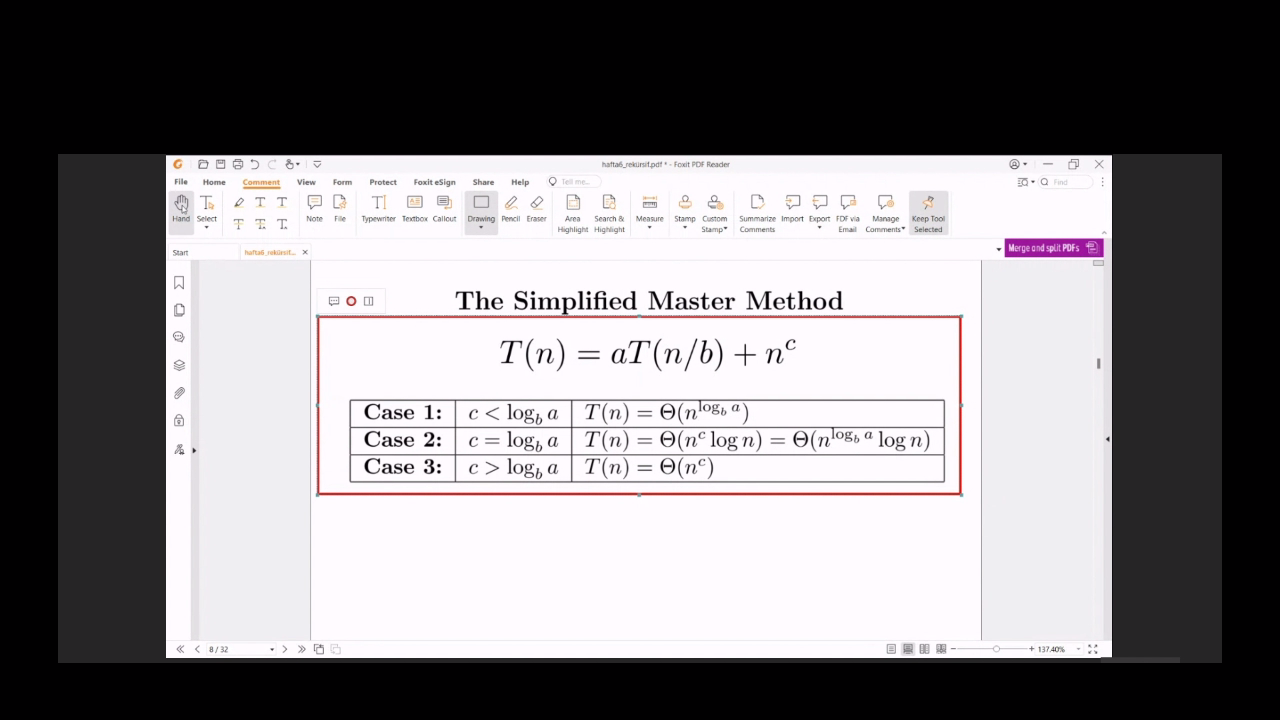 hafta6_rekürsif.pdf * - Foxit PDF Reader
File Home Comment View Form Protect Foxit eSign Share Help Tell me... Find
Hand Select Note File Typewriter Textbox Callout Drawing Pencil Eraser Area Highlight Search & Highlight Measure Stamp Custom Stamp Summarize Comments Import Export FDF via Email Manage Comments Keep Tool Selected
Start hafta6_rekürsif... Merge and split PDFs
The Simplified Master Method
T(n) = aT(n/b) + n^c
Case 1: c < log_b a T(n) = Θ(n^{log_b a})
Case 2: c = log_b a T(n) = Θ(n^c log n) = Θ(n^{log_b a} log n)
Case 3: c > log_b a T(n) = Θ(n^c)
8 / 32 137.40%